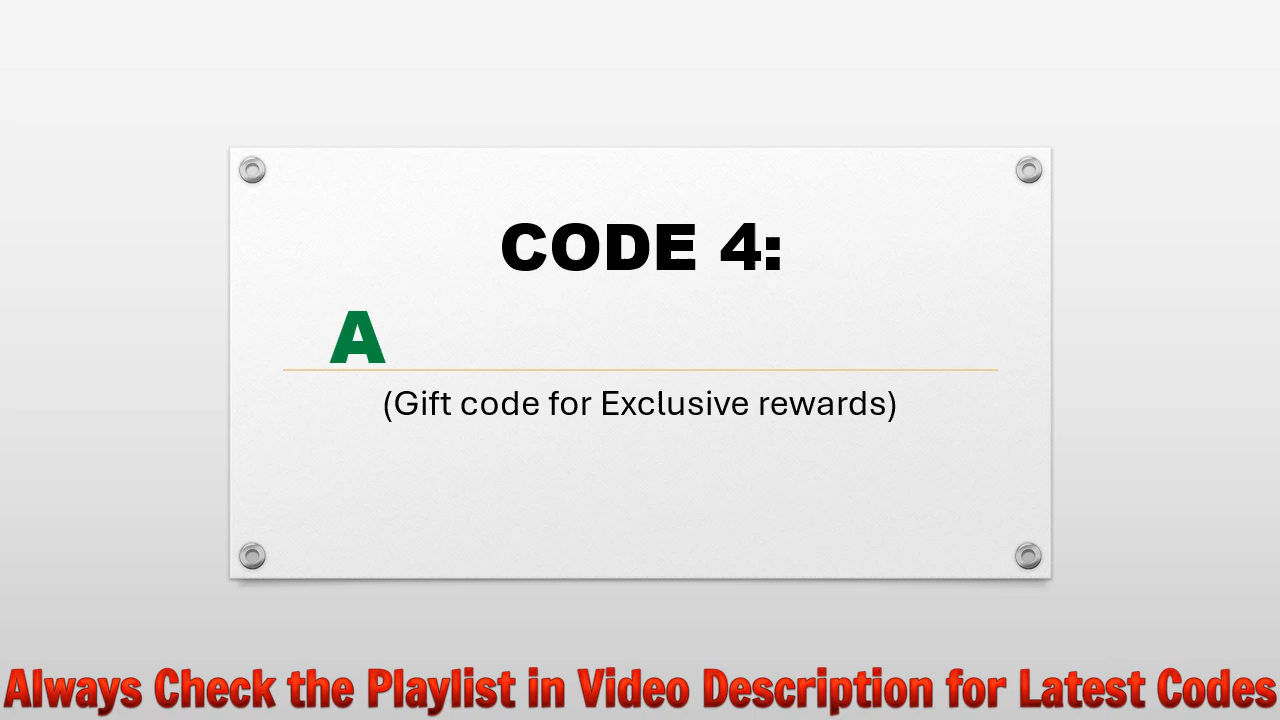 CODE 4:
A
(Gift code for Exclusive rewards)
Always Check the Playlist in Video Description for Latest Codes